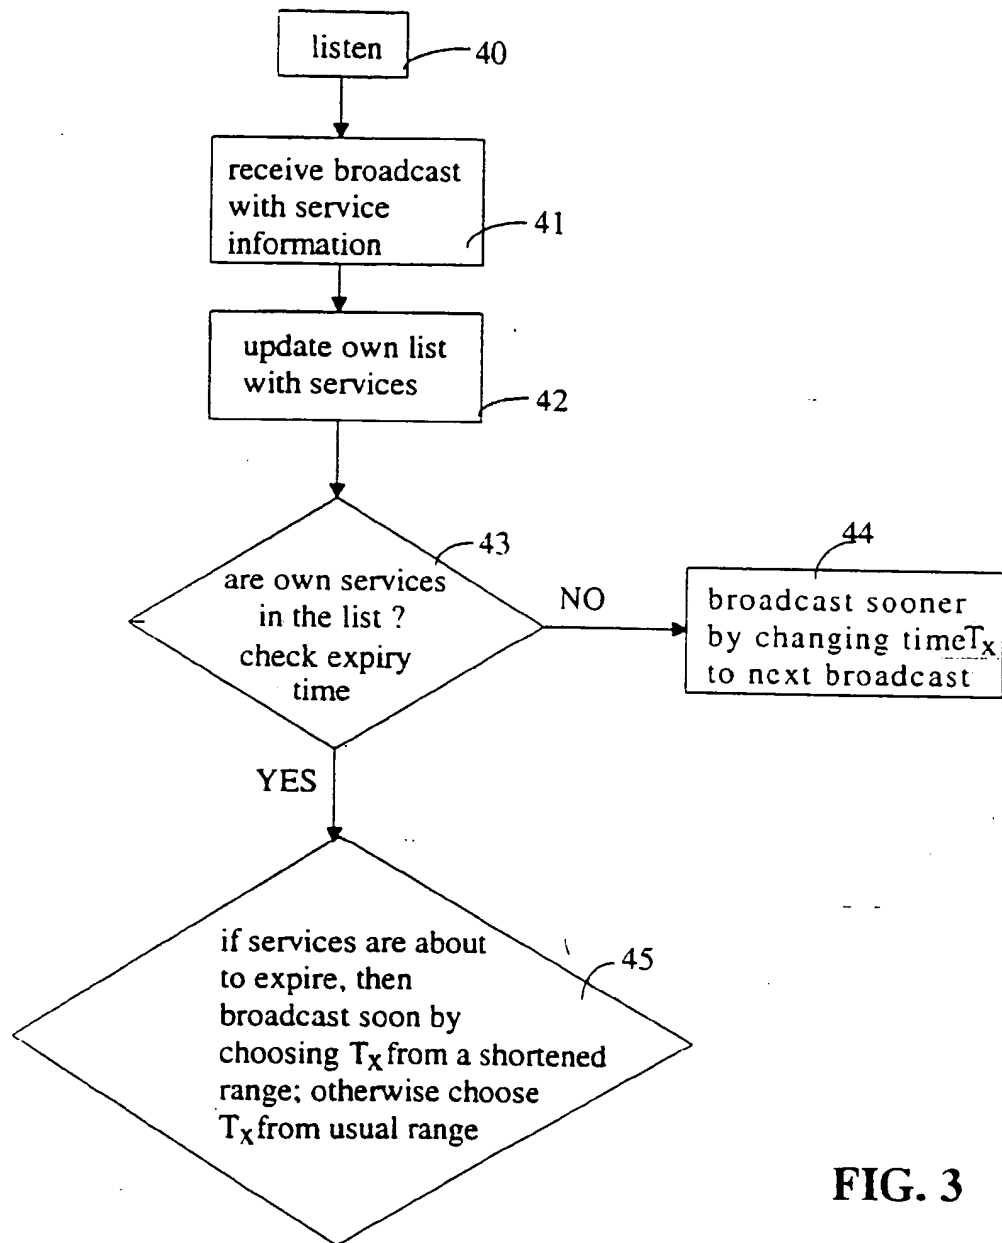 listen
40
receive broadcast
with service
information
41
update own list
with services
42
43
are own services
in the list ?
check expiry
time
NO
44
broadcast sooner
by changing timeTx
to next broadcast
YES
45
if services are about
to expire, then
broadcast soon by
choosing Tx from a shortened
range; otherwise choose
Tx from usual range
FIG. 3